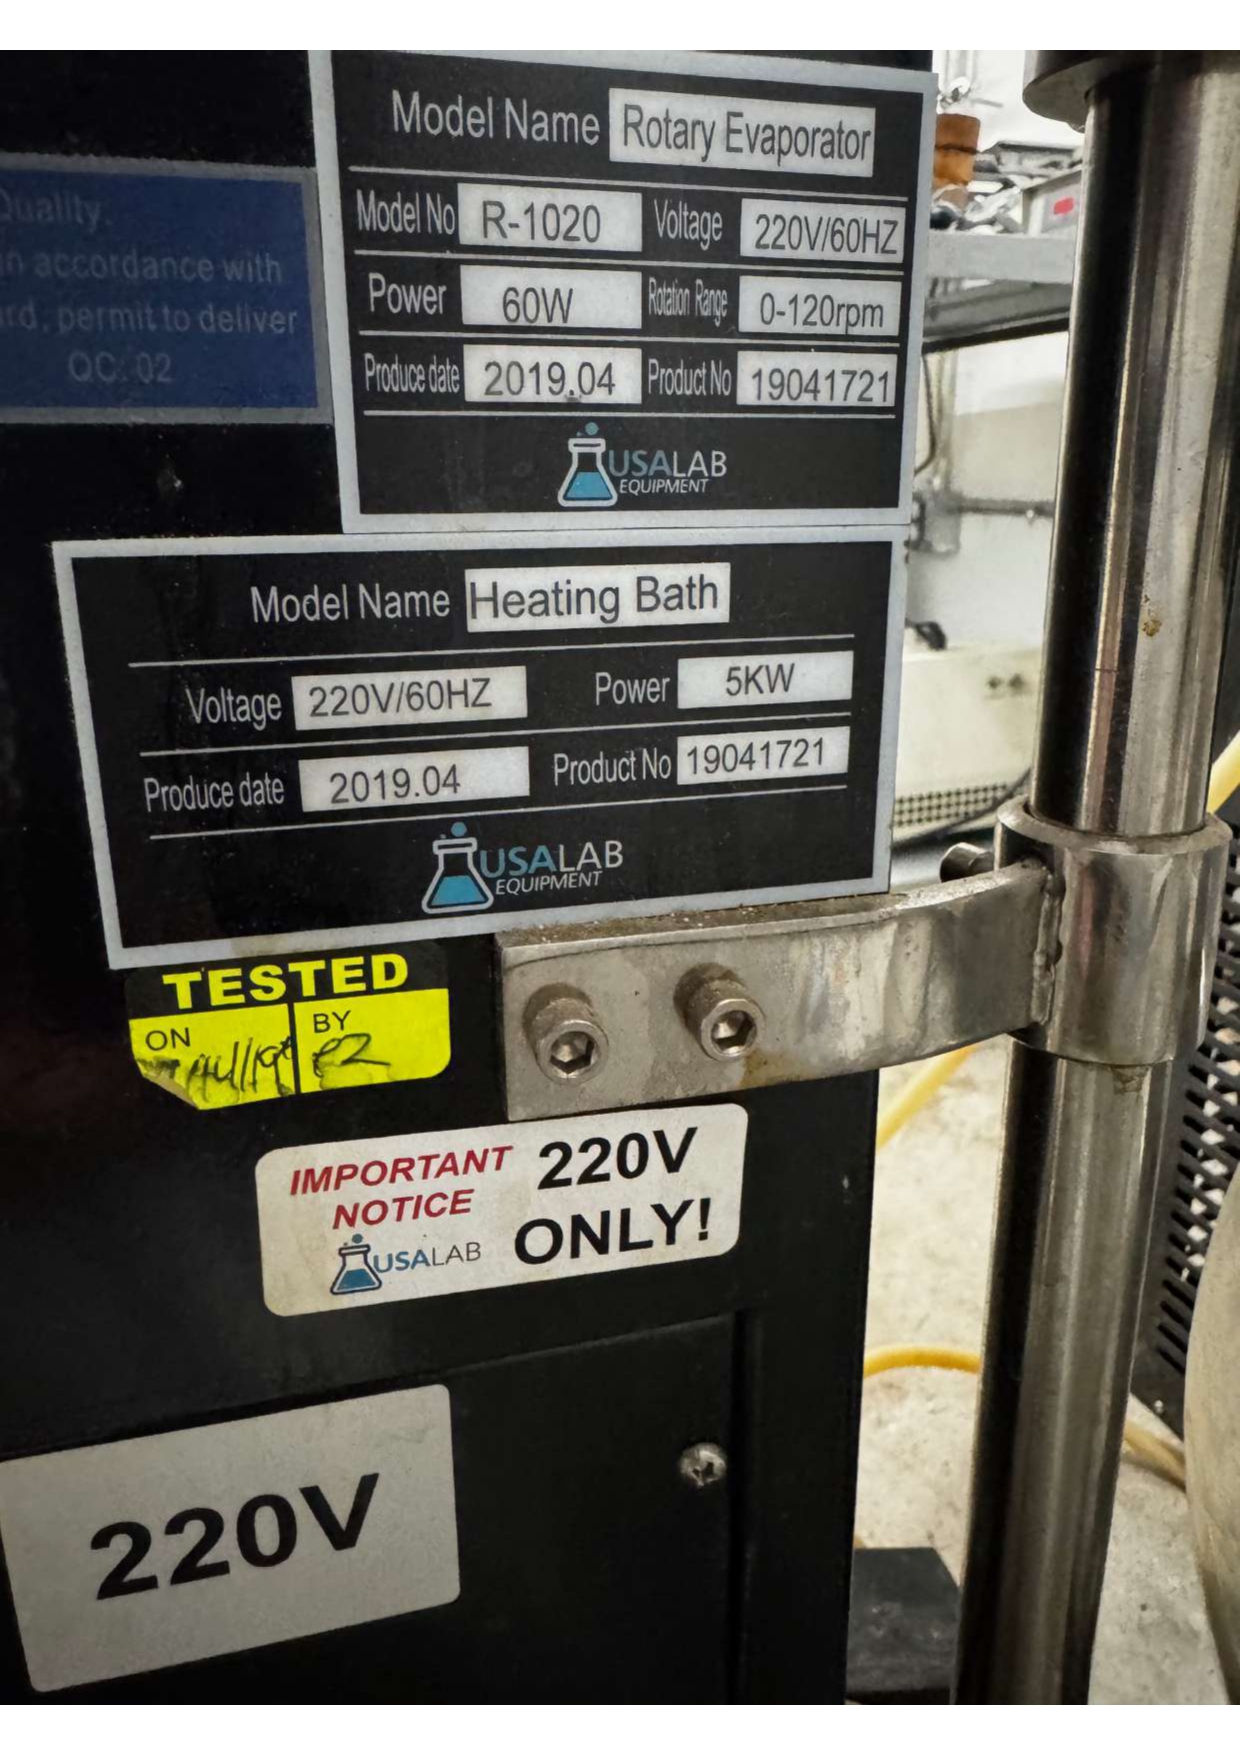 Quality
in accordance with
rd, permit to deliver
QC: 02
Model Name Rotary Evaporator
Model No R-1020 Voltage 220V/60HZ
Power 60W Rotation Range 0-120rpm
Produce date 2019.04 Product No 19041721
USALAB
EQUIPMENT
Model Name Heating Bath
Voltage 220V/60HZ Power 5KW
Produce date 2019.04 Product No 19041721
USALAB
EQUIPMENT
TESTED
ON BY
IMPORTANT NOTICE
USALAB
220V
ONLY!
220V